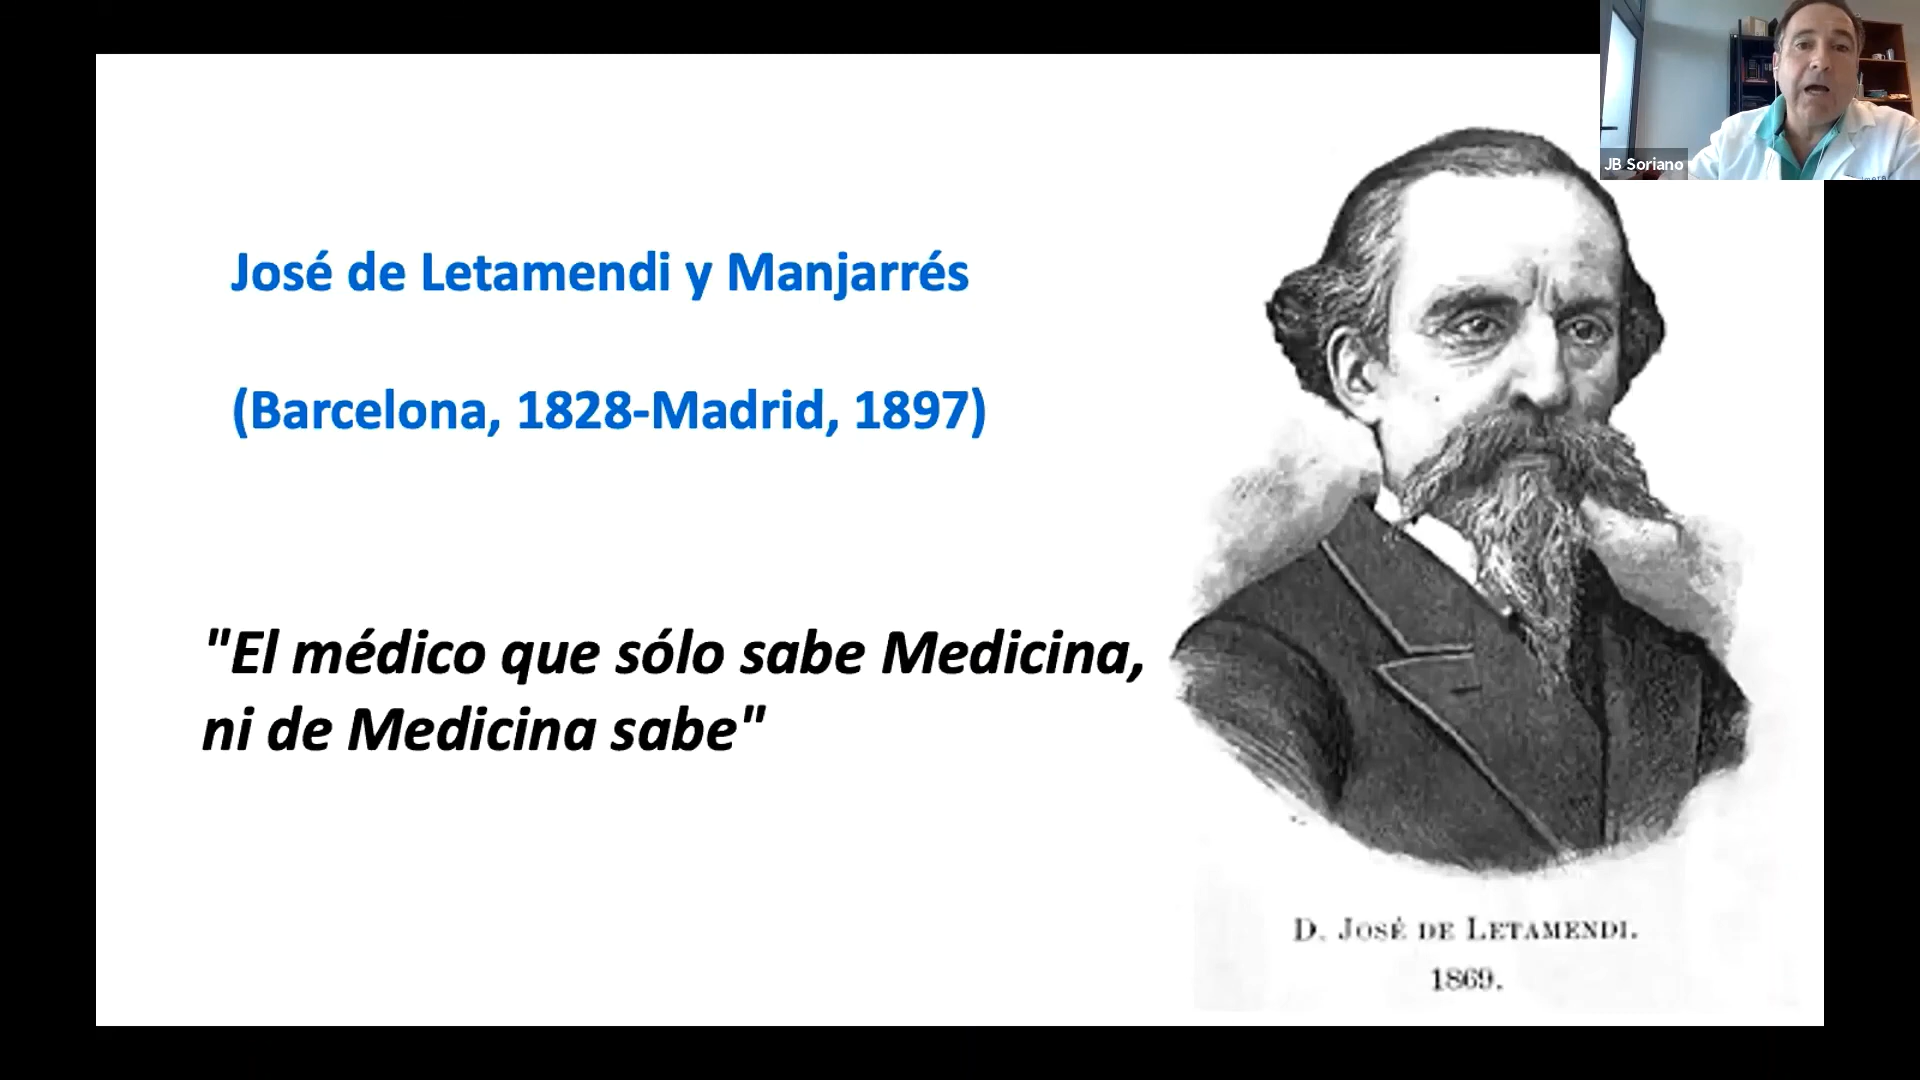 JB Soriano
José de Letamendi y Manjarrés
(Barcelona, 1828-Madrid, 1897)
"El médico que sólo sabe Medicina,
ni de Medicina sabe"
D. José de Letamendi.
1869.